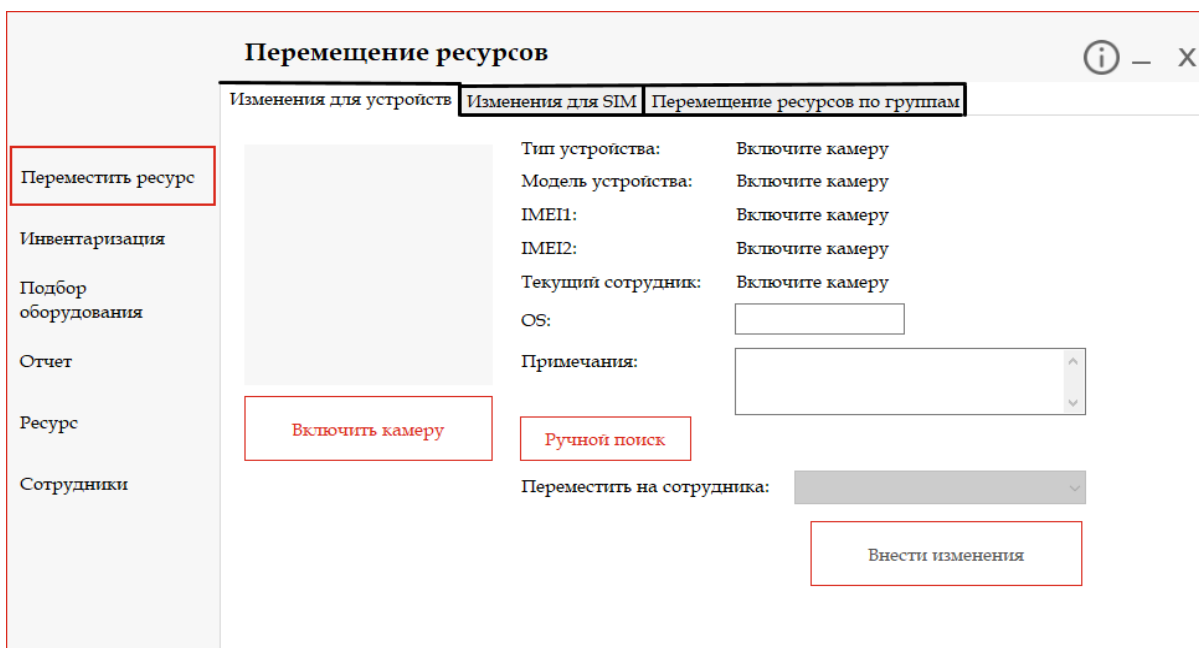 Перемещение ресурсов
i
_ X
Изменения для устройств Изменения для SIM Перемещение ресурсов по группам
Переместить ресурс
Инвентаризация
Подбор
оборудования
Отчет
Ресурс
Сотрудники
Тип устройства: Включите камеру
Модель устройства: Включите камеру
IMEI1: Включите камеру
IMEI2: Включите камеру
Текущий сотрудник: Включите камеру
OS:
Примечания:
Включить камеру
Ручной поиск
Переместить на сотрудника:
Внести изменения